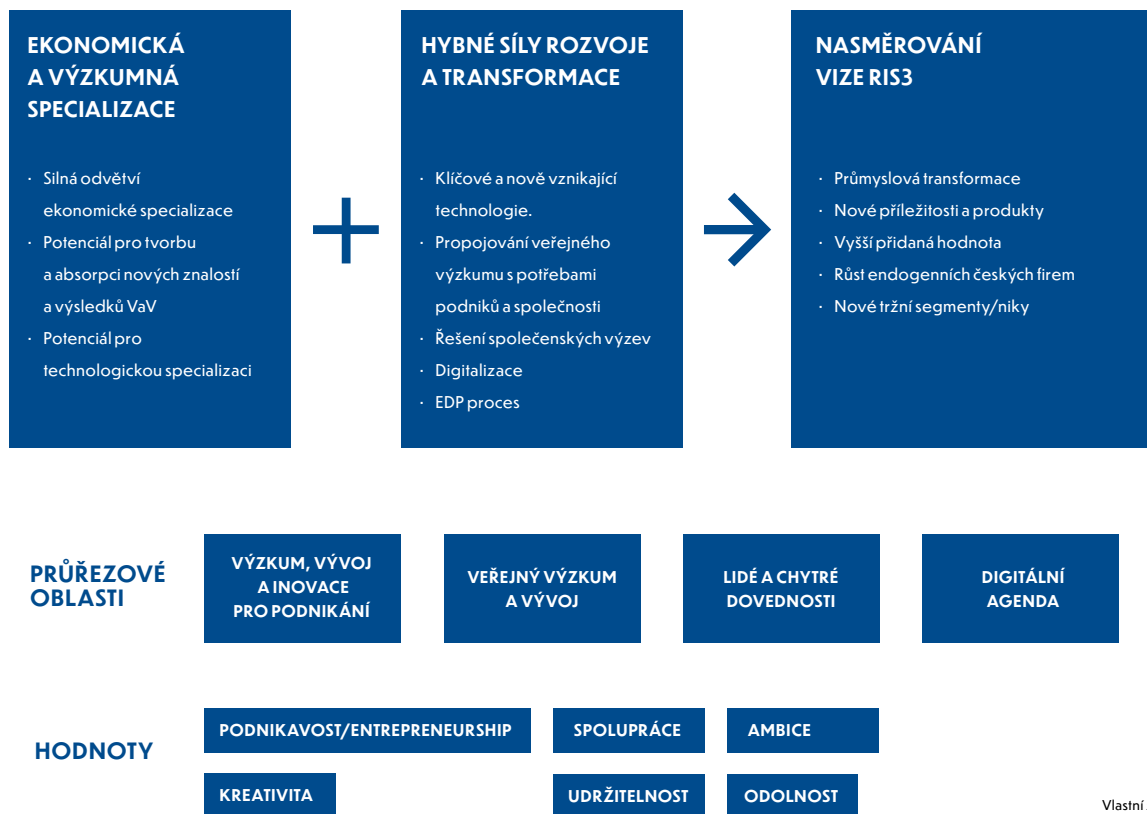 EKONOMICKÁ
A VÝZKUMNÁ
SPECIALIZACE
· Silná odvětví
ekonomické specializace
· Potenciál pro tvorbu
a absorpci nových znalostí
a výsledků VaV
· Potenciál pro
technologickou specializaci
HYBNÉ SÍLY ROZVOJE
A TRANSFORMACE
· Klíčové a nově vznikající
technologie.
· Propojování veřejného
výzkumu s potřebami
podniků a společnosti
· Řešení společenských výzev
· Digitalizace
· EDP proces
NASMĚROVÁNÍ
VIZE RIS3
· Průmyslová transformace
· Nové příležitosti a produkty
· Vyšší přidaná hodnota
· Růst endogenních českých firem
· Nové tržní segmenty/niky
PRŮŘEZOVÉ
OBLASTI
VÝZKUM, VÝVOJ
A INOVACE
PRO PODNIKÁNÍ
VEŘEJNÝ VÝZKUM
A VÝVOJ
LIDÉ A CHYTRÉ
DOVEDNOSTI
DIGITÁLNÍ
AGENDA
HODNOTY
PODNIKAVOST/ENTREPRENEURSHIP
SPOLUPRÁCE
AMBICE
KREATIVITA
UDRŽITELNOST
ODOLNOST
Vlastní